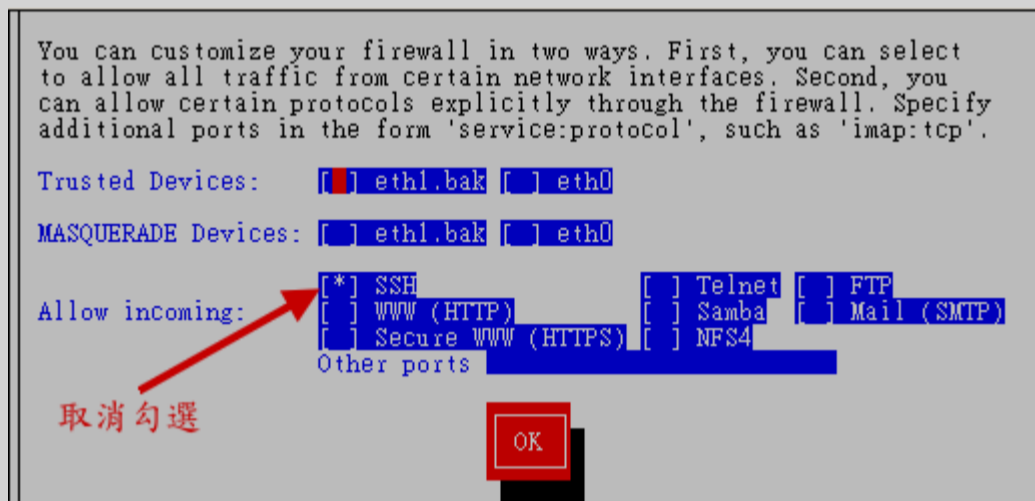 You can customize your firewall in two ways. First, you can select
to allow all traffic from certain network interfaces. Second, you
can allow certain protocols explicitly through the firewall. Specify
additional ports in the form 'service:protocol', such as 'imap:tcp'.
Trusted Devices: [ ] eth1.bak [ ] eth0
MASQUERADE Devices: [ ] eth1.bak [ ] eth0
[*] SSH [ ] Telnet [ ] FTP
Allow incoming: [ ] WWW (HTTP) [ ] Samba [ ] Mail (SMTP)
[ ] Secure WWW (HTTPS) [ ] NFS4
Other ports
取消勾選
OK